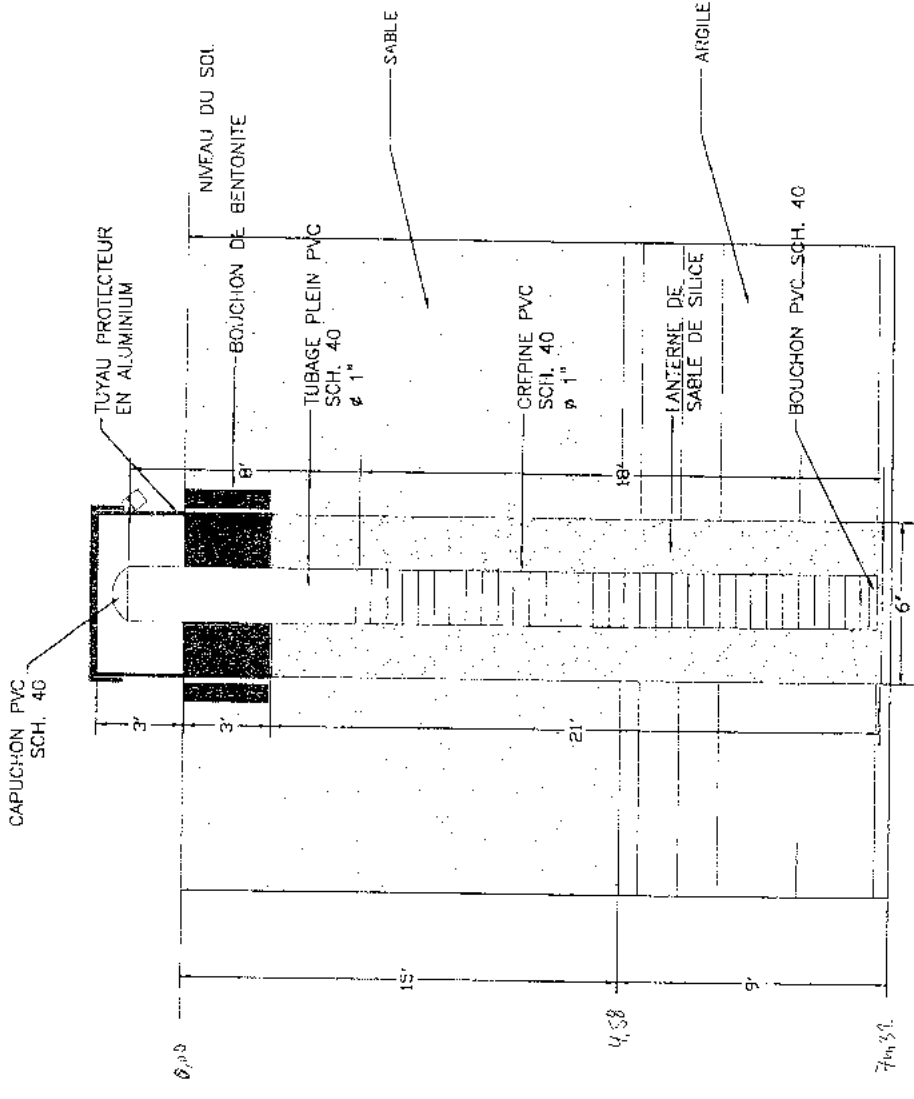 CAPUCHON PVC
SCH. 40
TUYAU PROTECTEUR
EN ALUMINIUM
NIVEAU DU SOL
BOUCHON DE BENTONITE
TUBAGE PLEIN PVC
SCH. 40
ø 1"
SABLE
CREPINE PVC
SCH. 40
ø 1"
LANTERNE DE
SABLE DE SILICE
ARGILE
BOUCHON PVC SCH. 40
3'
3'
21'
8'
18'
6'
15'
9'
0,00
4,58